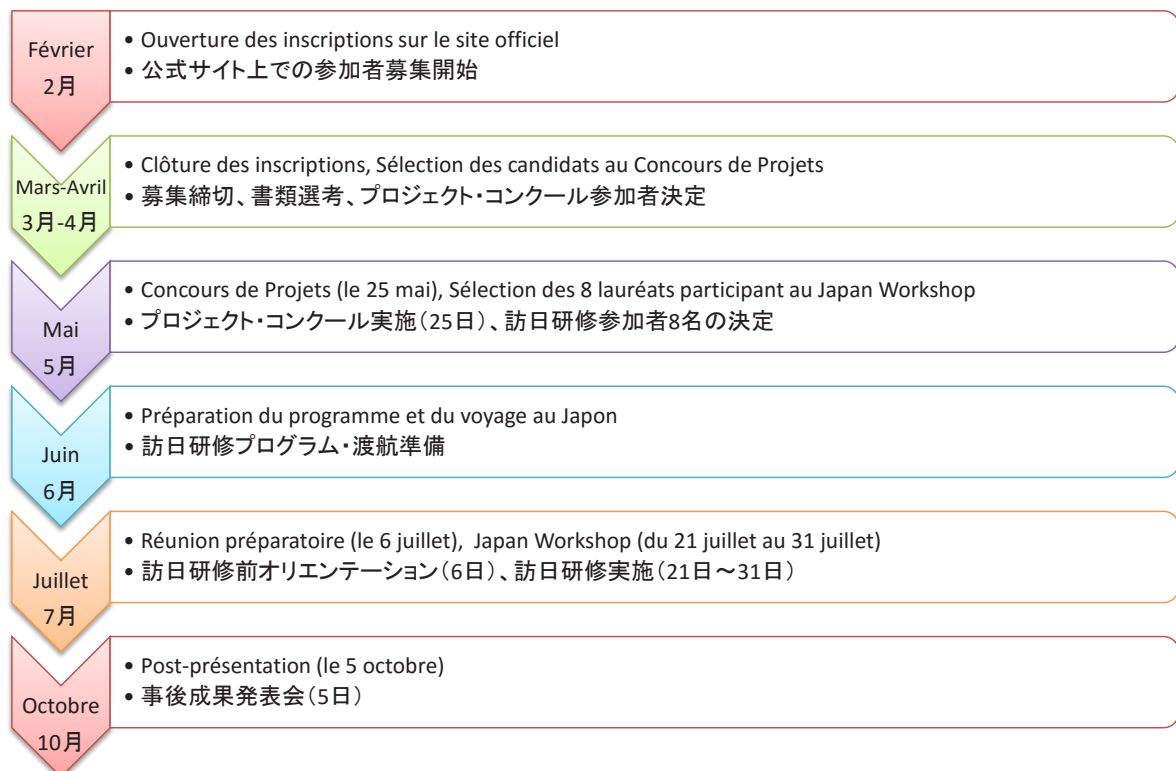 Février
2月
• Ouverture des inscriptions sur le site officiel
• 公式サイト上での参加者募集開始
Mars-Avril
3月-4月
• Clôture des inscriptions, Sélection des candidats au Concours de Projets
• 募集締切、書類選考、プロジェクト・コンクール参加者決定
Mai
5月
• Concours de Projets (le 25 mai), Sélection des 8 lauréats participant au Japan Workshop
• プロジェクト・コンクール実施(25日)、訪日研修参加者8名の決定
Juin
6月
• Préparation du programme et du voyage au Japon
• 訪日研修プログラム・渡航準備
Juillet
7月
• Réunion préparatoire (le 6 juillet), Japan Workshop (du 21 juillet au 31 juillet)
• 訪日研修前オリエンテーション(6日)、訪日研修実施(21日~31日)
Octobre
10月
• Post-présentation (le 5 octobre)
• 事後成果発表会(5日)